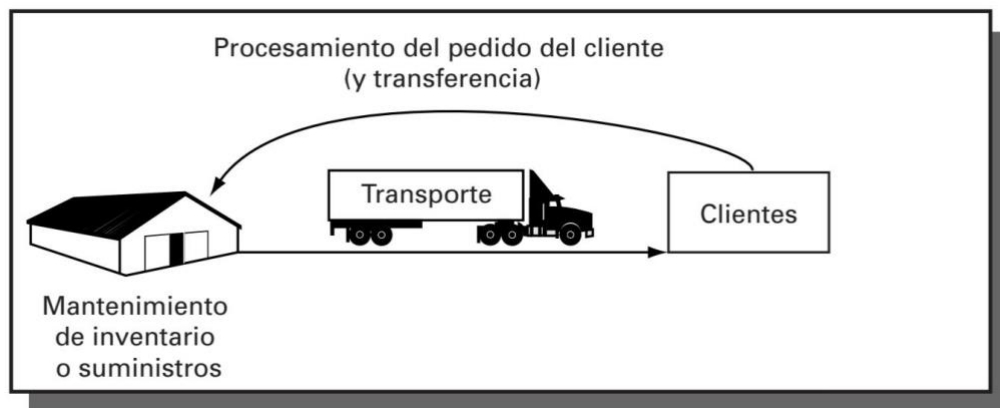 Procesamiento del pedido del cliente
(y transferencia)
Transporte
Clientes
Mantenimiento
de inventario
o suministros